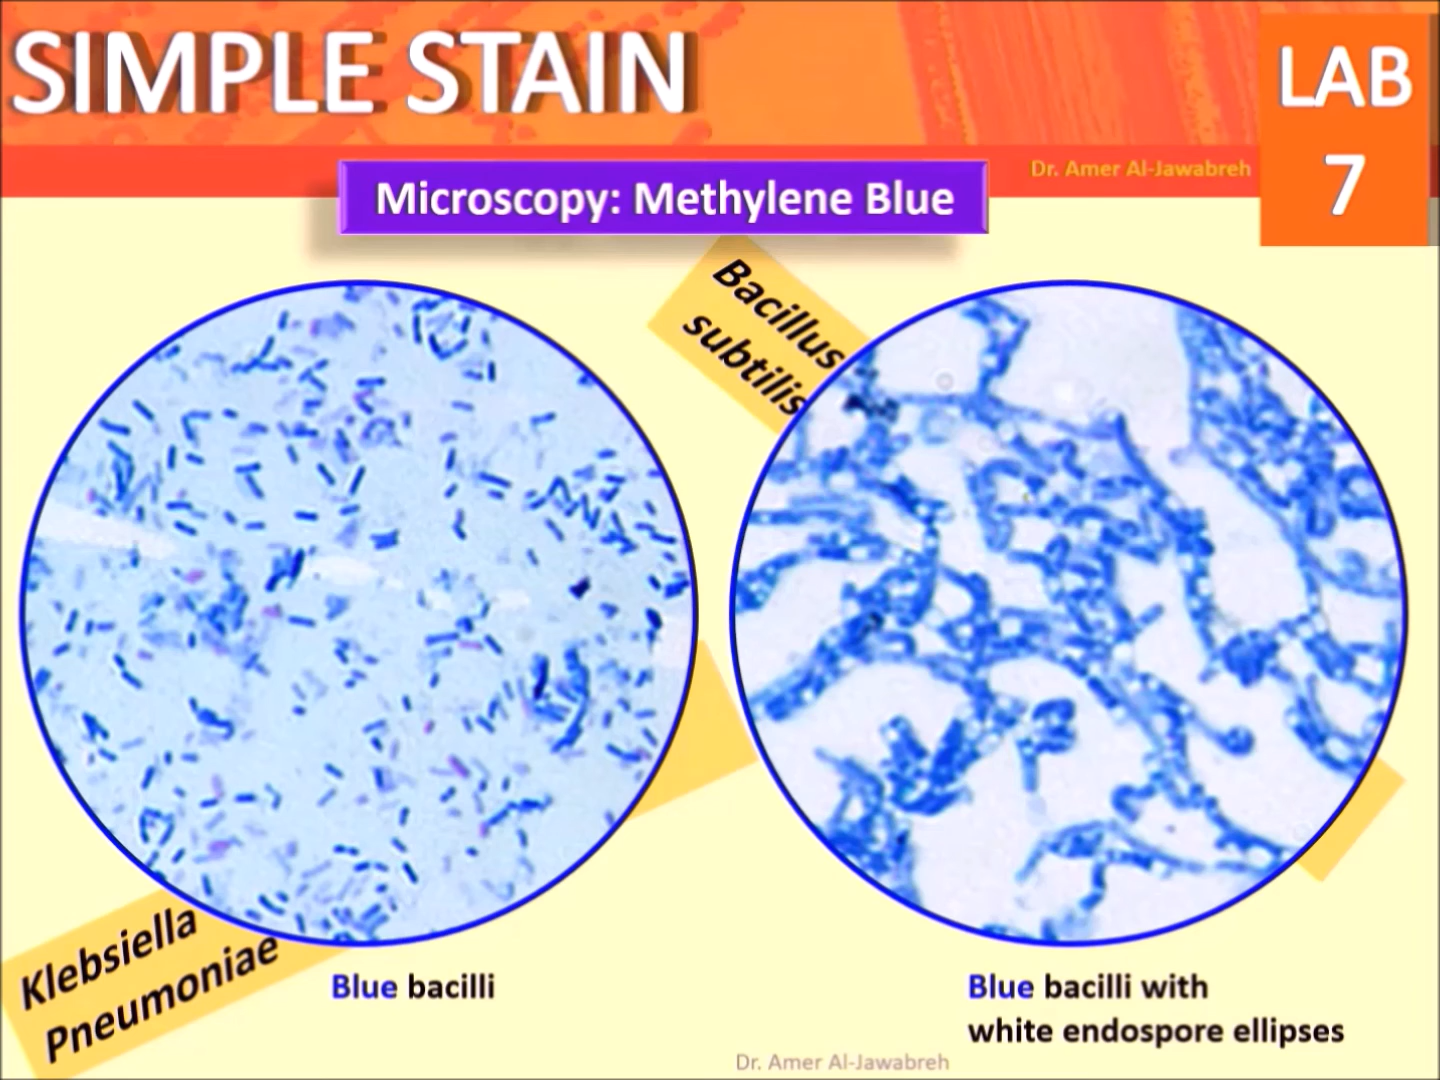 SIMPLE STAIN
LAB
7
Dr. Amer Al-Jawabreh
Microscopy: Methylene Blue
Bacillus
subtilis
Klebsiella
Pneumoniae
Blue bacilli
Blue bacilli with
white endospore ellipses
Dr. Amer Al-Jawabreh